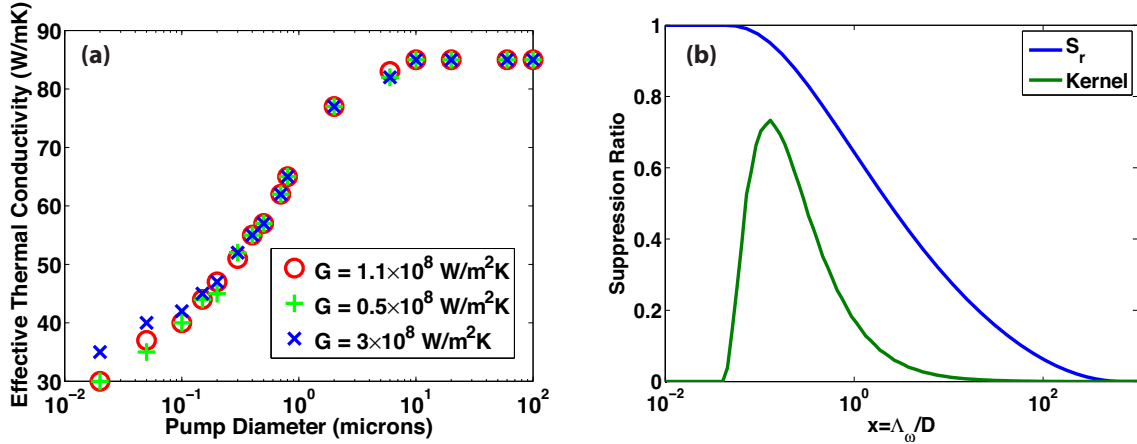 (a)
Effective Thermal Conductivity (W/mK)
90
80
70
60
50
40
30
G = 1.1×10⁸ W/m²K
G = 0.5×10⁸ W/m²K
G = 3×10⁸ W/m²K
10⁻² 10⁻¹ 10⁰ 10¹ 10²
Pump Diameter (microns)
(b)
Suppression Ratio
1
0.8
0.6
0.4
0.2
0
Sᵣ
Kernel
10⁻² 10⁰ 10²
x=Λ_ω/D